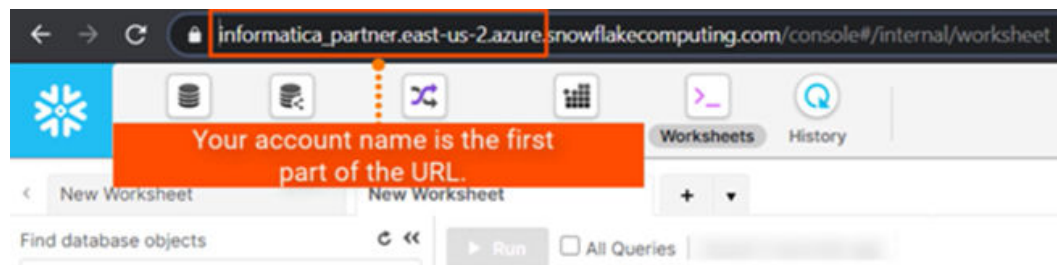 informatica_partner.east-us-2.azure.snowflakecomputing.com/console#/internal/worksheet
Your account name is the first
part of the URL.
Worksheets
History
New Worksheet
New Worksheet
Find database objects
Run
All Queries